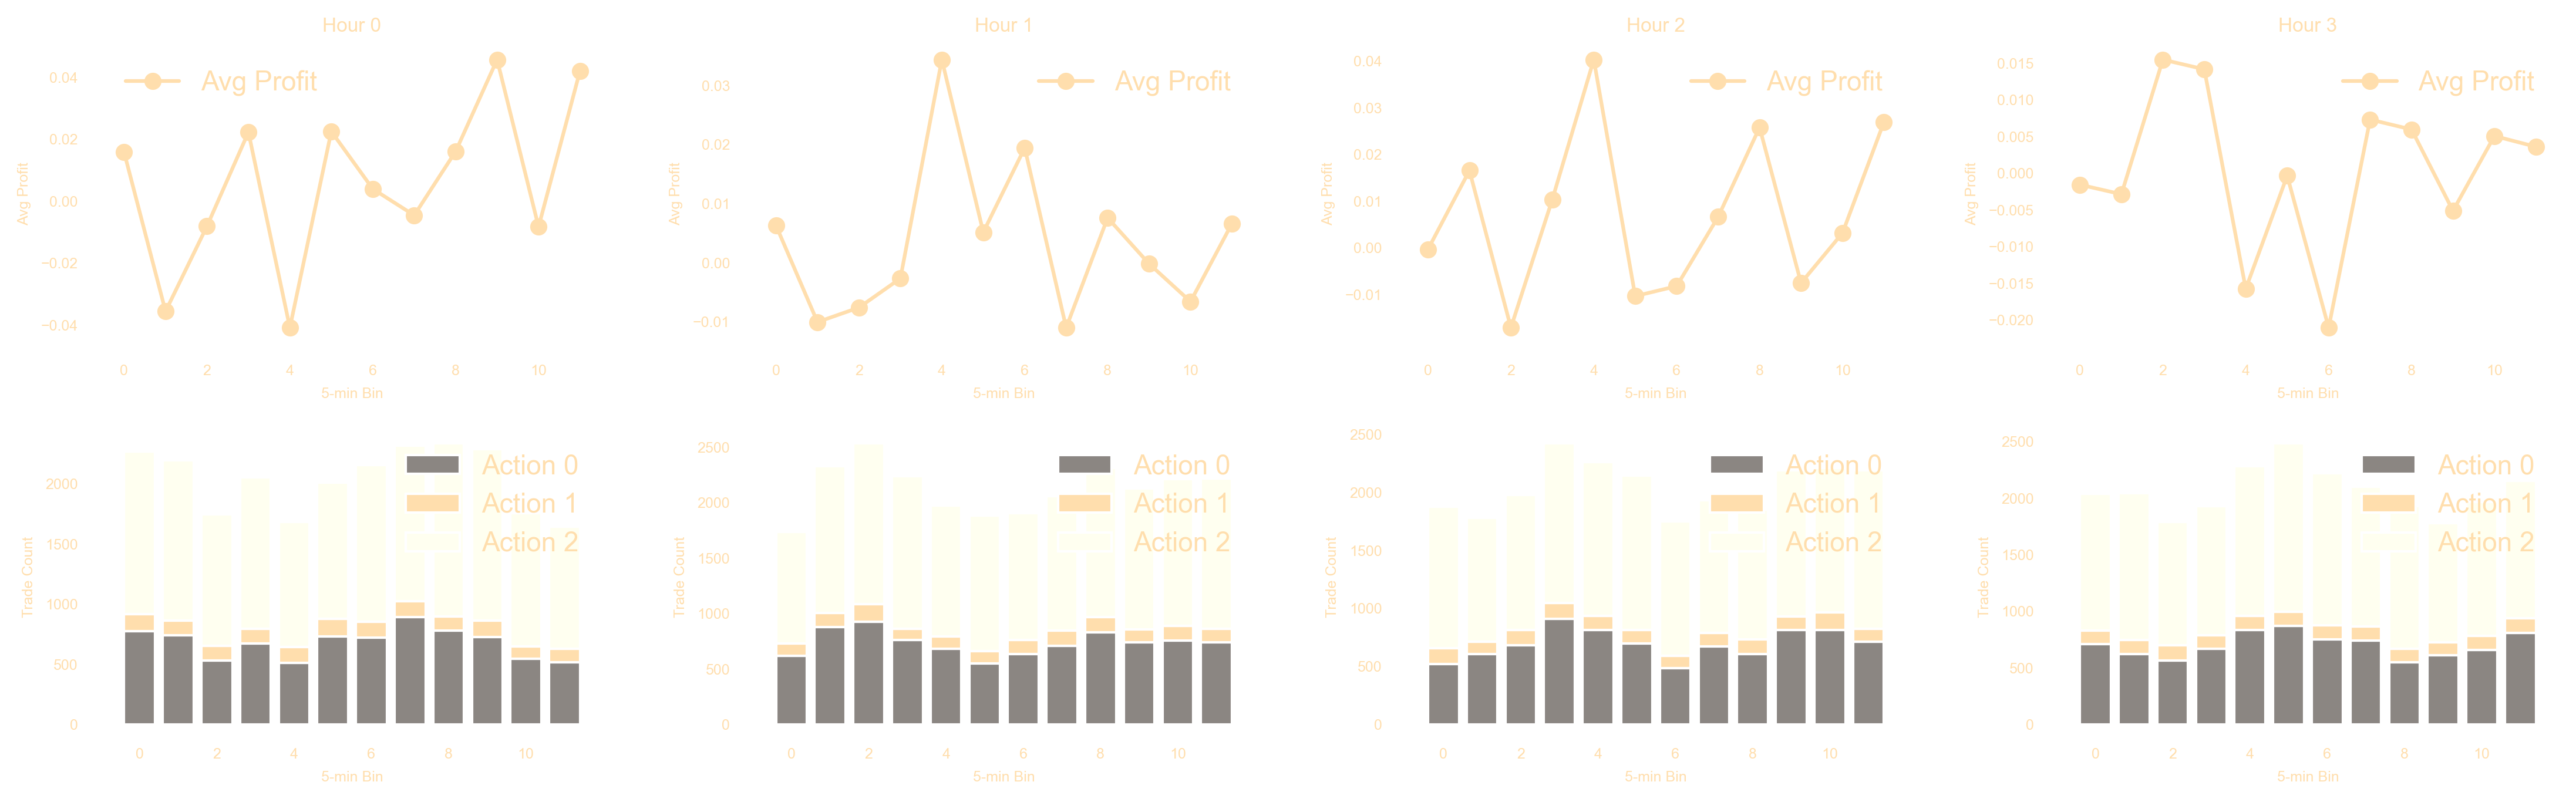 Hour 0
Avg Profit
0.04
0.02
0.00
−0.02
−0.04
Avg Profit
0 2 4 6 8 10
5-min Bin
Hour 1
Avg Profit
0.03
0.02
0.01
0.00
−0.01
Avg Profit
0 2 4 6 8 10
5-min Bin
Hour 2
Avg Profit
0.04
0.03
0.02
0.01
0.00
−0.01
Avg Profit
0 2 4 6 8 10
5-min Bin
Hour 3
Avg Profit
0.015
0.010
0.005
0.000
−0.005
−0.010
−0.015
−0.020
Avg Profit
0 2 4 6 8 10
5-min Bin
Trade Count
2000
1500
1000
500
0
Action 0
Action 1
Action 2
0 2 4 6 8 10
5-min Bin
Trade Count
2500
2000
1500
1000
500
0
Action 0
Action 1
Action 2
0 2 4 6 8 10
5-min Bin
Trade Count
2500
2000
1500
1000
500
0
Action 0
Action 1
Action 2
0 2 4 6 8 10
5-min Bin
Trade Count
2500
2000
1500
1000
500
0
Action 0
Action 1
Action 2
0 2 4 6 8 10
5-min Bin